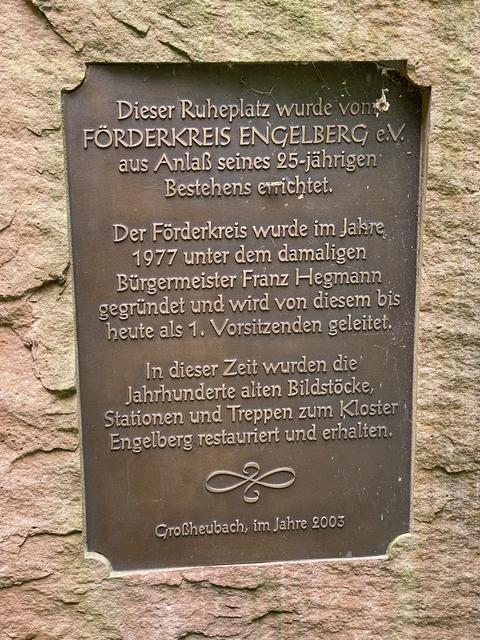 Dieser Ruheplatz wurde vom
FÖRDERKREIS ENGELBERG e.V.
aus Anlaß seines 25-jährigen
Bestehens errichtet.
Der Förderkreis wurde im Jahre
1977 unter dem damaligen
Bürgermeister Franz Hegmann
gegründet und wird von diesem bis
heute als 1. Vorsitzenden geleitet.
In dieser Zeit wurden die
Jahrhunderte alten Bildstöcke,
Stationen und Treppen zum Kloster
Engelberg restauriert und erhalten.
Großheubach, im Jahre 2003